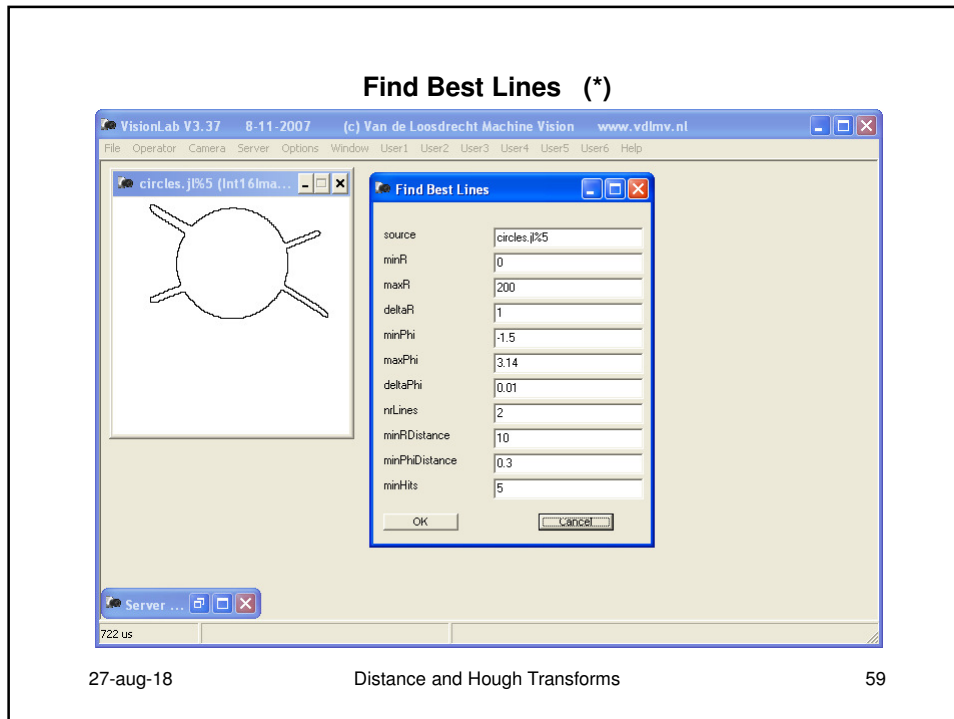 Find Best Lines (*)
VisionLab V3.37 8-11-2007 (c) Van de Loosdrecht Machine Vision www.vdlmv.nl
File Operator Camera Server Options Window User1 User2 User3 User4 User5 User6 Help
circles.jl%5 (Int16Ima...
Find Best Lines
source circles.jl%5
minR 0
maxR 200
deltaR 1
minPhi -1.5
maxPhi 3.14
deltaPhi 0.01
nrLines 2
minRDistance 10
minPhiDistance 0.3
minHits 5
OK Cancel
Server ...
722 us
27-aug-18 Distance and Hough Transforms 59